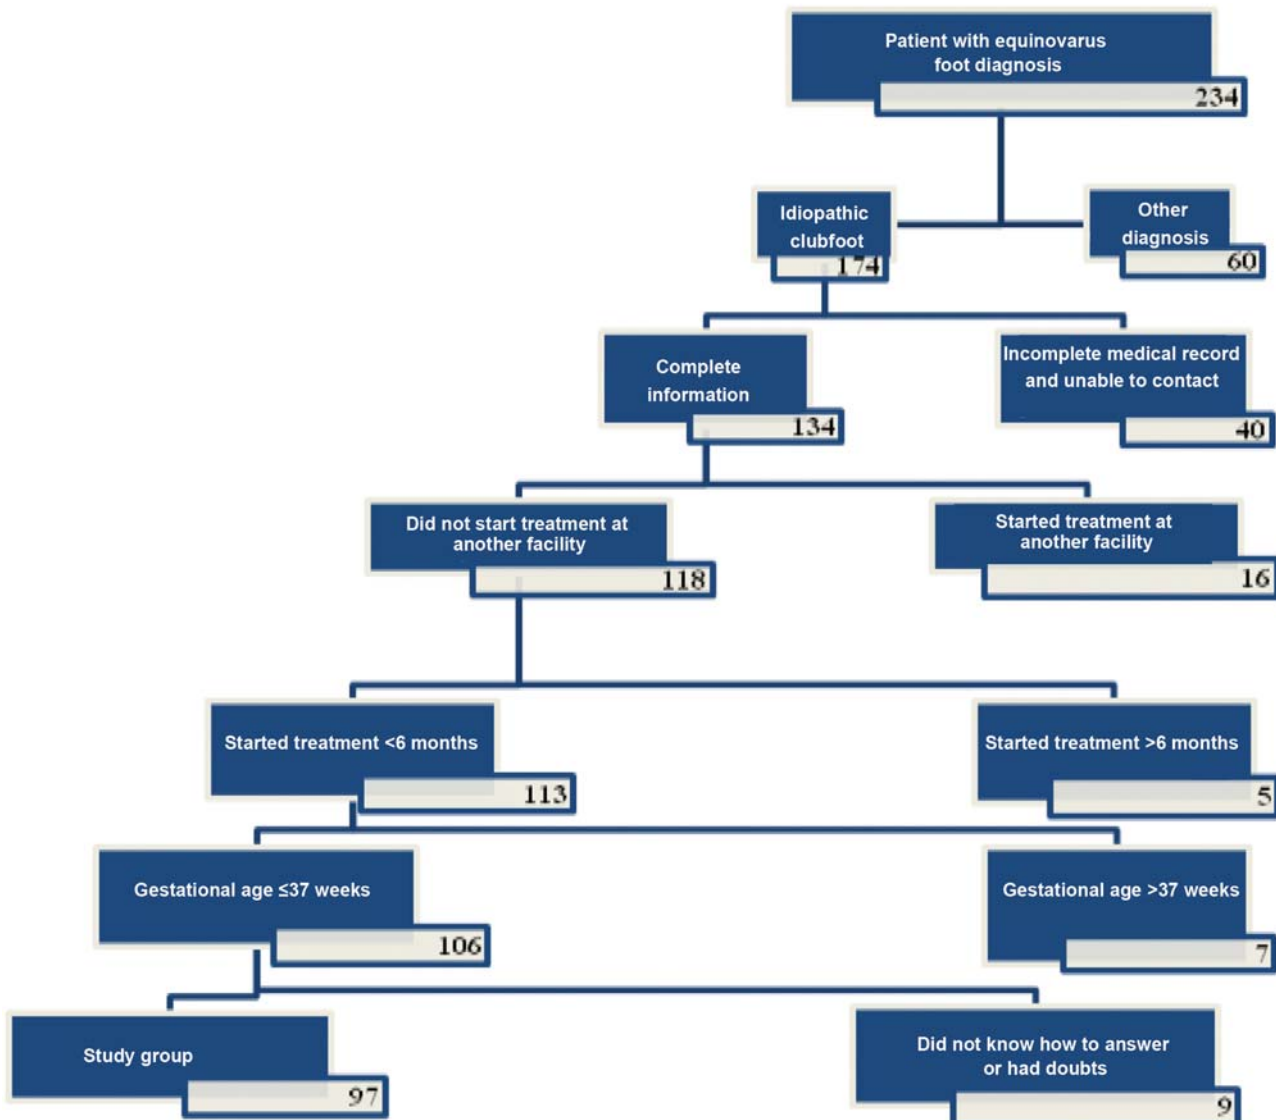 Patient with equinovarus
foot diagnosis
234
Idiopathic
clubfoot
174
Other
diagnosis
60
Complete
information
134
Incomplete medical record
and unable to contact
40
Did not start treatment at
another facility
118
Started treatment at
another facility
16
Started treatment <6 months
113
Started treatment >6 months
5
Gestational age ≤37 weeks
106
Gestational age >37 weeks
7
Study group
97
Did not know how to answer
or had doubts
9